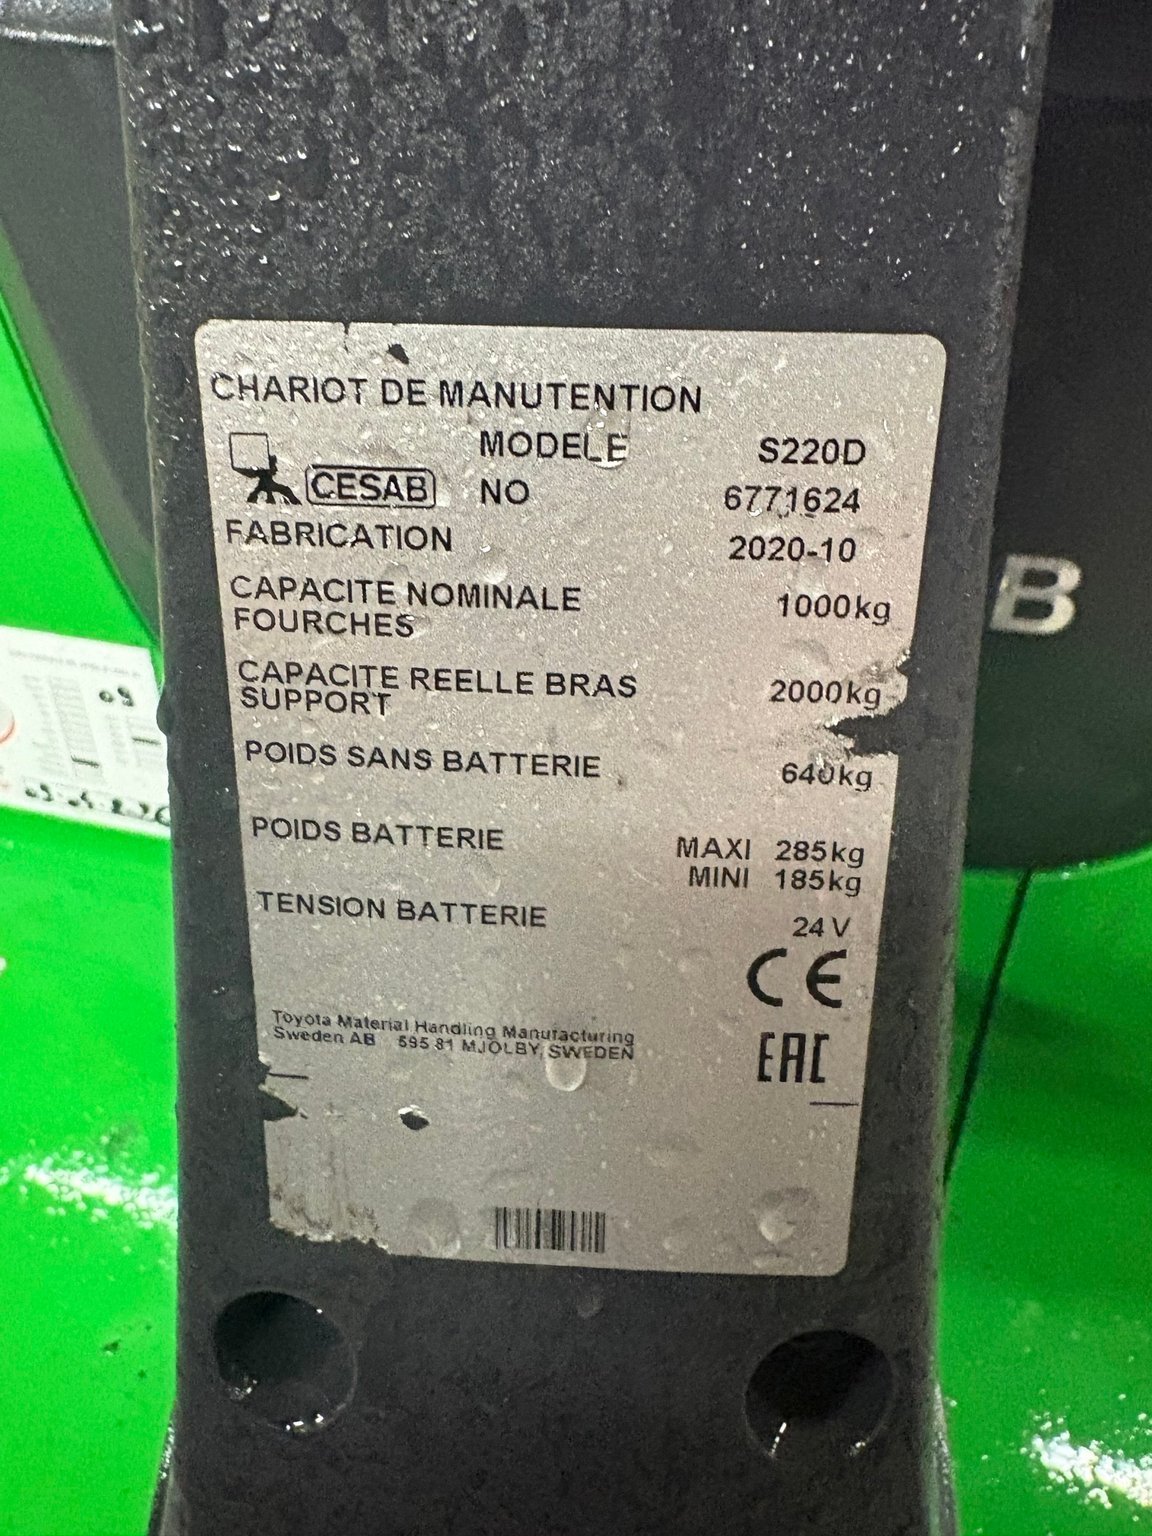 CHARIOT DE MANUTENTION
MODELE S220D
CESAB NO 6771624
FABRICATION 2020-10
CAPACITE NOMINALE
FOURCHES 1000kg
CAPACITE REELLE BRAS
SUPPORT 2000kg
POIDS SANS BATTERIE 640kg
POIDS BATTERIE MAXI 285kg
MINI 185kg
TENSION BATTERIE 24 V
CE
Toyota Material Handling Manufacturing
Sweden AB 595 81 MJOLBY, SWEDEN
EAC
B
09